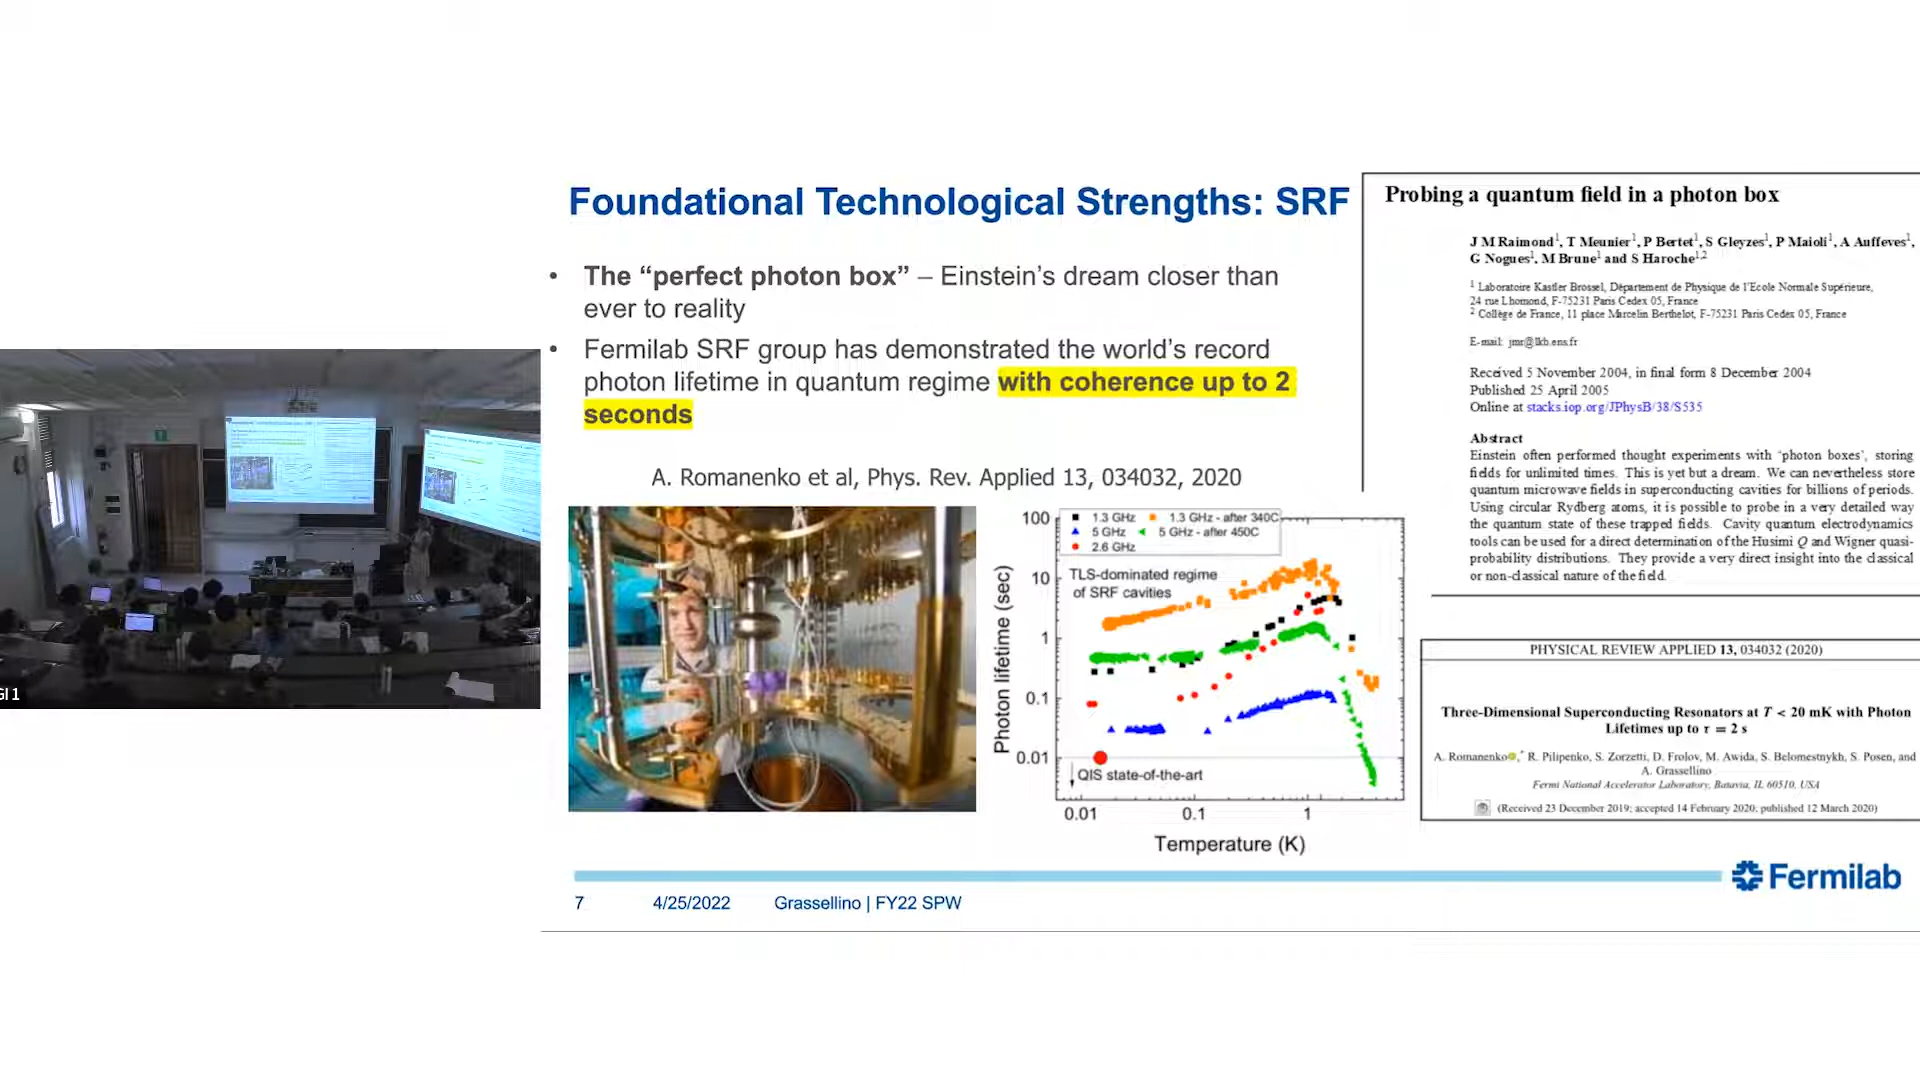 Foundational Technological Strengths: SRF
• The “perfect photon box” – Einstein’s dream closer than
ever to reality
• Fermilab SRF group has demonstrated the world’s record
photon lifetime in quantum regime with coherence up to 2
seconds
A. Romanenko et al, Phys. Rev. Applied 13, 034032, 2020
1.3 GHz 1.3 GHz - after 340C
5 GHz 5 GHz - after 450C
2.6 GHz
TLS-dominated regime
of SRF cavities
QIS state-of-the-art
Photon lifetime (sec)
100
10
1
0.1
0.01
0.01 0.1 1
Temperature (K)
Probing a quantum field in a photon box
J M Raimond1, T Meunier1, P Bertet1, S Gleyzes1, P Maioli1, A Auffeves1,
G Nogues1, M Brune1 and S Haroche1,2
1 Laboratoire Kastler Brossel, Département de Physique de l’Ecole Normale Supérieure,
24 rue Lhomond, F-75231 Paris Cedex 05, France
2 Collège de France, 11 place Marcelin Berthelot, F-75231 Paris Cedex 05, France
E-mail: jmr@lkb.ens.fr
Received 5 November 2004, in final form 8 December 2004
Published 25 April 2005
Online at stacks.iop.org/JPhysB/38/S535
Abstract
Einstein often performed thought experiments with ‘photon boxes’, storing
fields for unlimited times. This is yet but a dream. We can nevertheless store
quantum microwave fields in superconducting cavities for billions of periods.
Using circular Rydberg atoms, it is possible to probe in a very detailed way
the quantum state of these trapped fields. Cavity quantum electrodynamics
tools can be used for a direct determination of the Husimi Q and Wigner quasi-
probability distributions. They provide a very direct insight into the classical
or non-classical nature of the field.
PHYSICAL REVIEW APPLIED 13, 034032 (2020)
Three-Dimensional Superconducting Resonators at T < 20 mK with Photon
Lifetimes up to τ = 2 s
A. Romanenko,* R. Pilipenko, S. Zorzetti, D. Frolov, M. Awida, S. Belomestnykh, S. Posen, and
A. Grassellino
Fermi National Accelerator Laboratory, Batavia, IL 60510, USA
(Received 23 December 2019; accepted 14 February 2020; published 12 March 2020)
Fermilab
7 4/25/2022 Grassellino | FY22 SPW